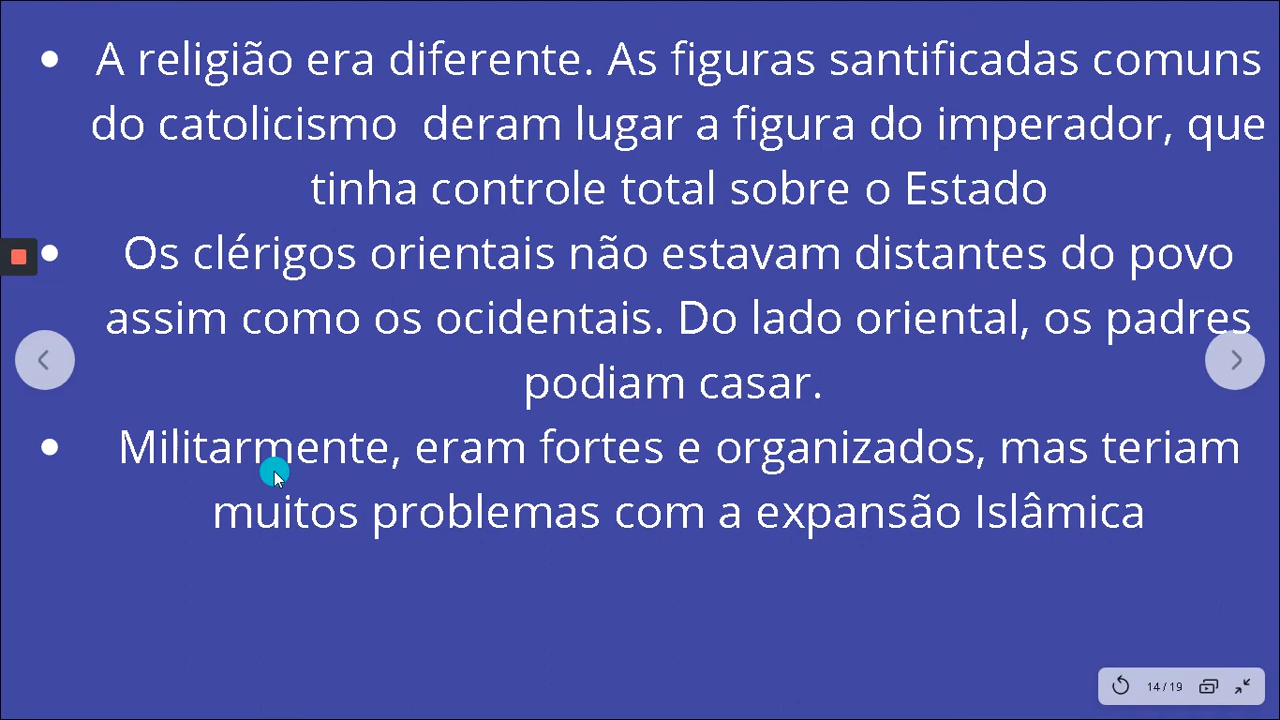 • A religião era diferente. As figuras santificadas comuns
do catolicismo deram lugar a figura do imperador, que
tinha controle total sobre o Estado
• Os clérigos orientais não estavam distantes do povo
assim como os ocidentais. Do lado oriental, os padres
podiam casar.
• Militarmente, eram fortes e organizados, mas teriam
muitos problemas com a expansão Islâmica
14 / 19